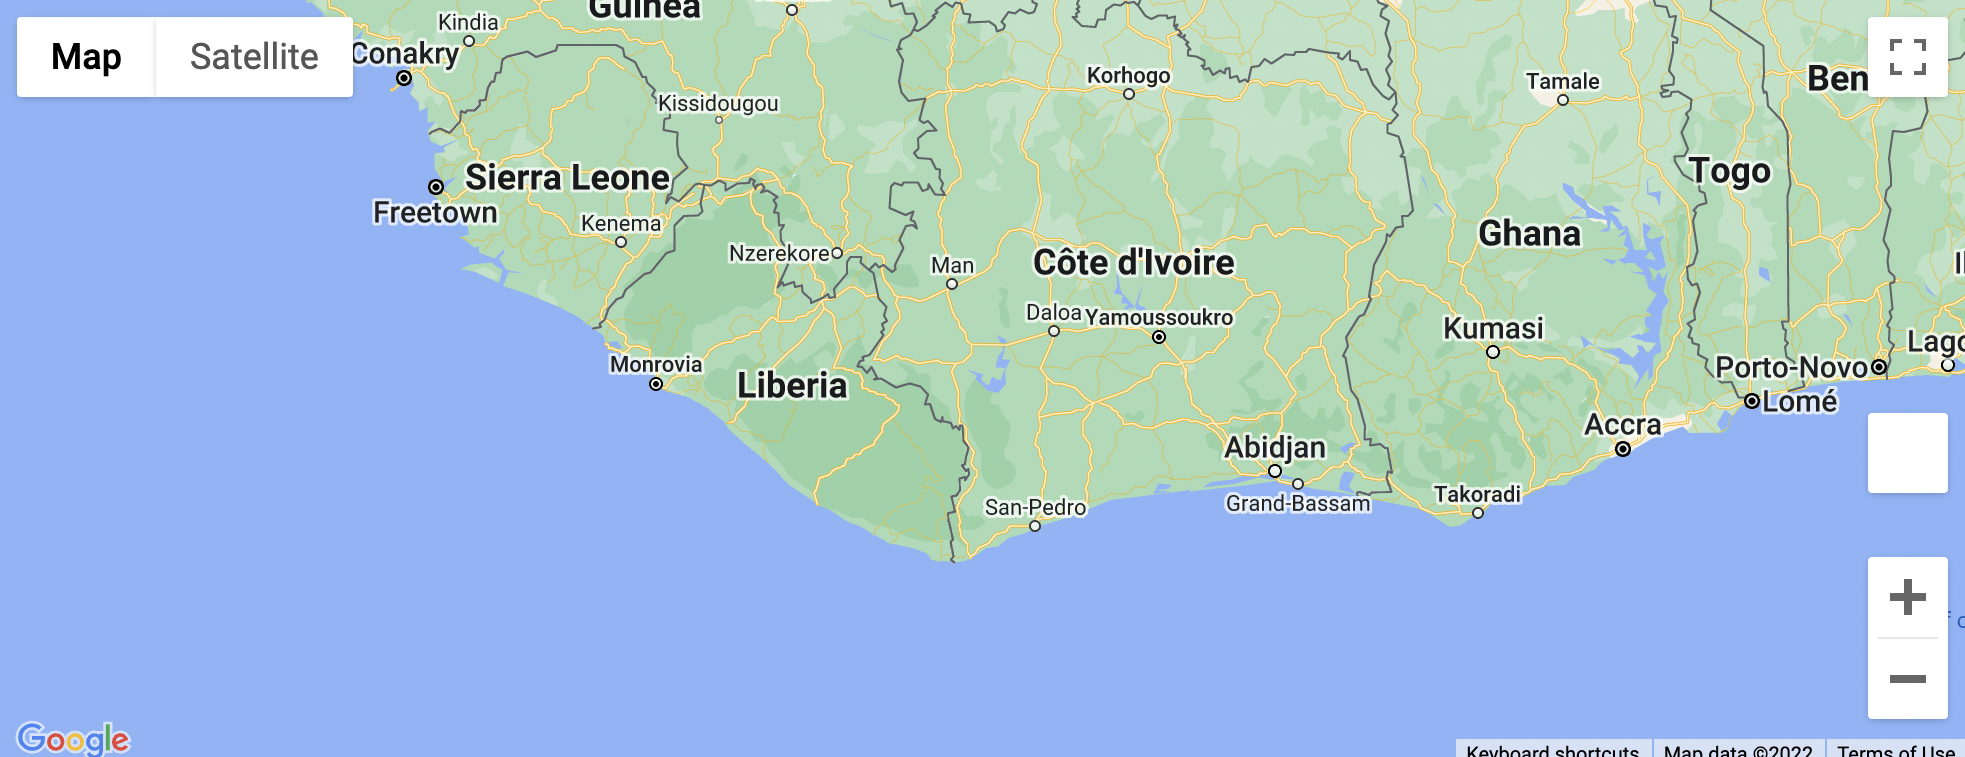 Guinea
Kindia
Map
Satellite
Conakry
Korhogo
Tamale
Ben
Kissidougou
Sierra Leone
Togo
Freetown
Kenema
Ghana
Nzerekore
Man
Côte d'Ivoire
Daloa
Yamoussoukro
Kumasi
Lago
Monrovia
Porto-Novo
Liberia
Lomé
Accra
Abidjan
Takoradi
San-Pedro
Grand-Bassam
Google
Keyboard shortcuts
Map data ©2022
Terms of Use